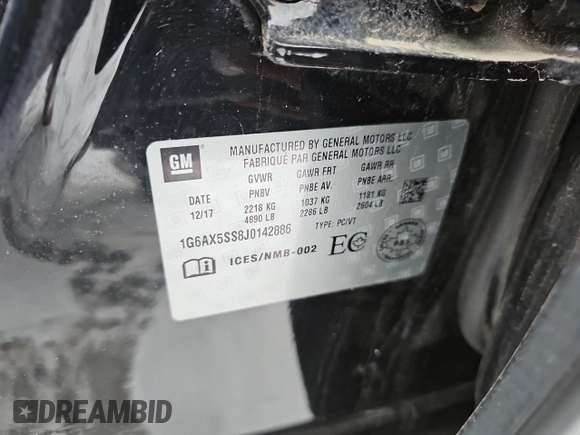 GM
MANUFACTURED BY GENERAL MOTORS LLC
FABRIQUÉ PAR GENERAL MOTORS LLC
DATE GVWR GAWR FRT GAWR RR
PNBV PNBE AV. PNBE ARR.
12/17 2218 KG 1037 KG 1181 KG
4890 LB 2286 LB 2604 LB
1G6AX5SS8J0142886 TYPE: PC/VT
ICES/NMB-002 EC
DREAMBID